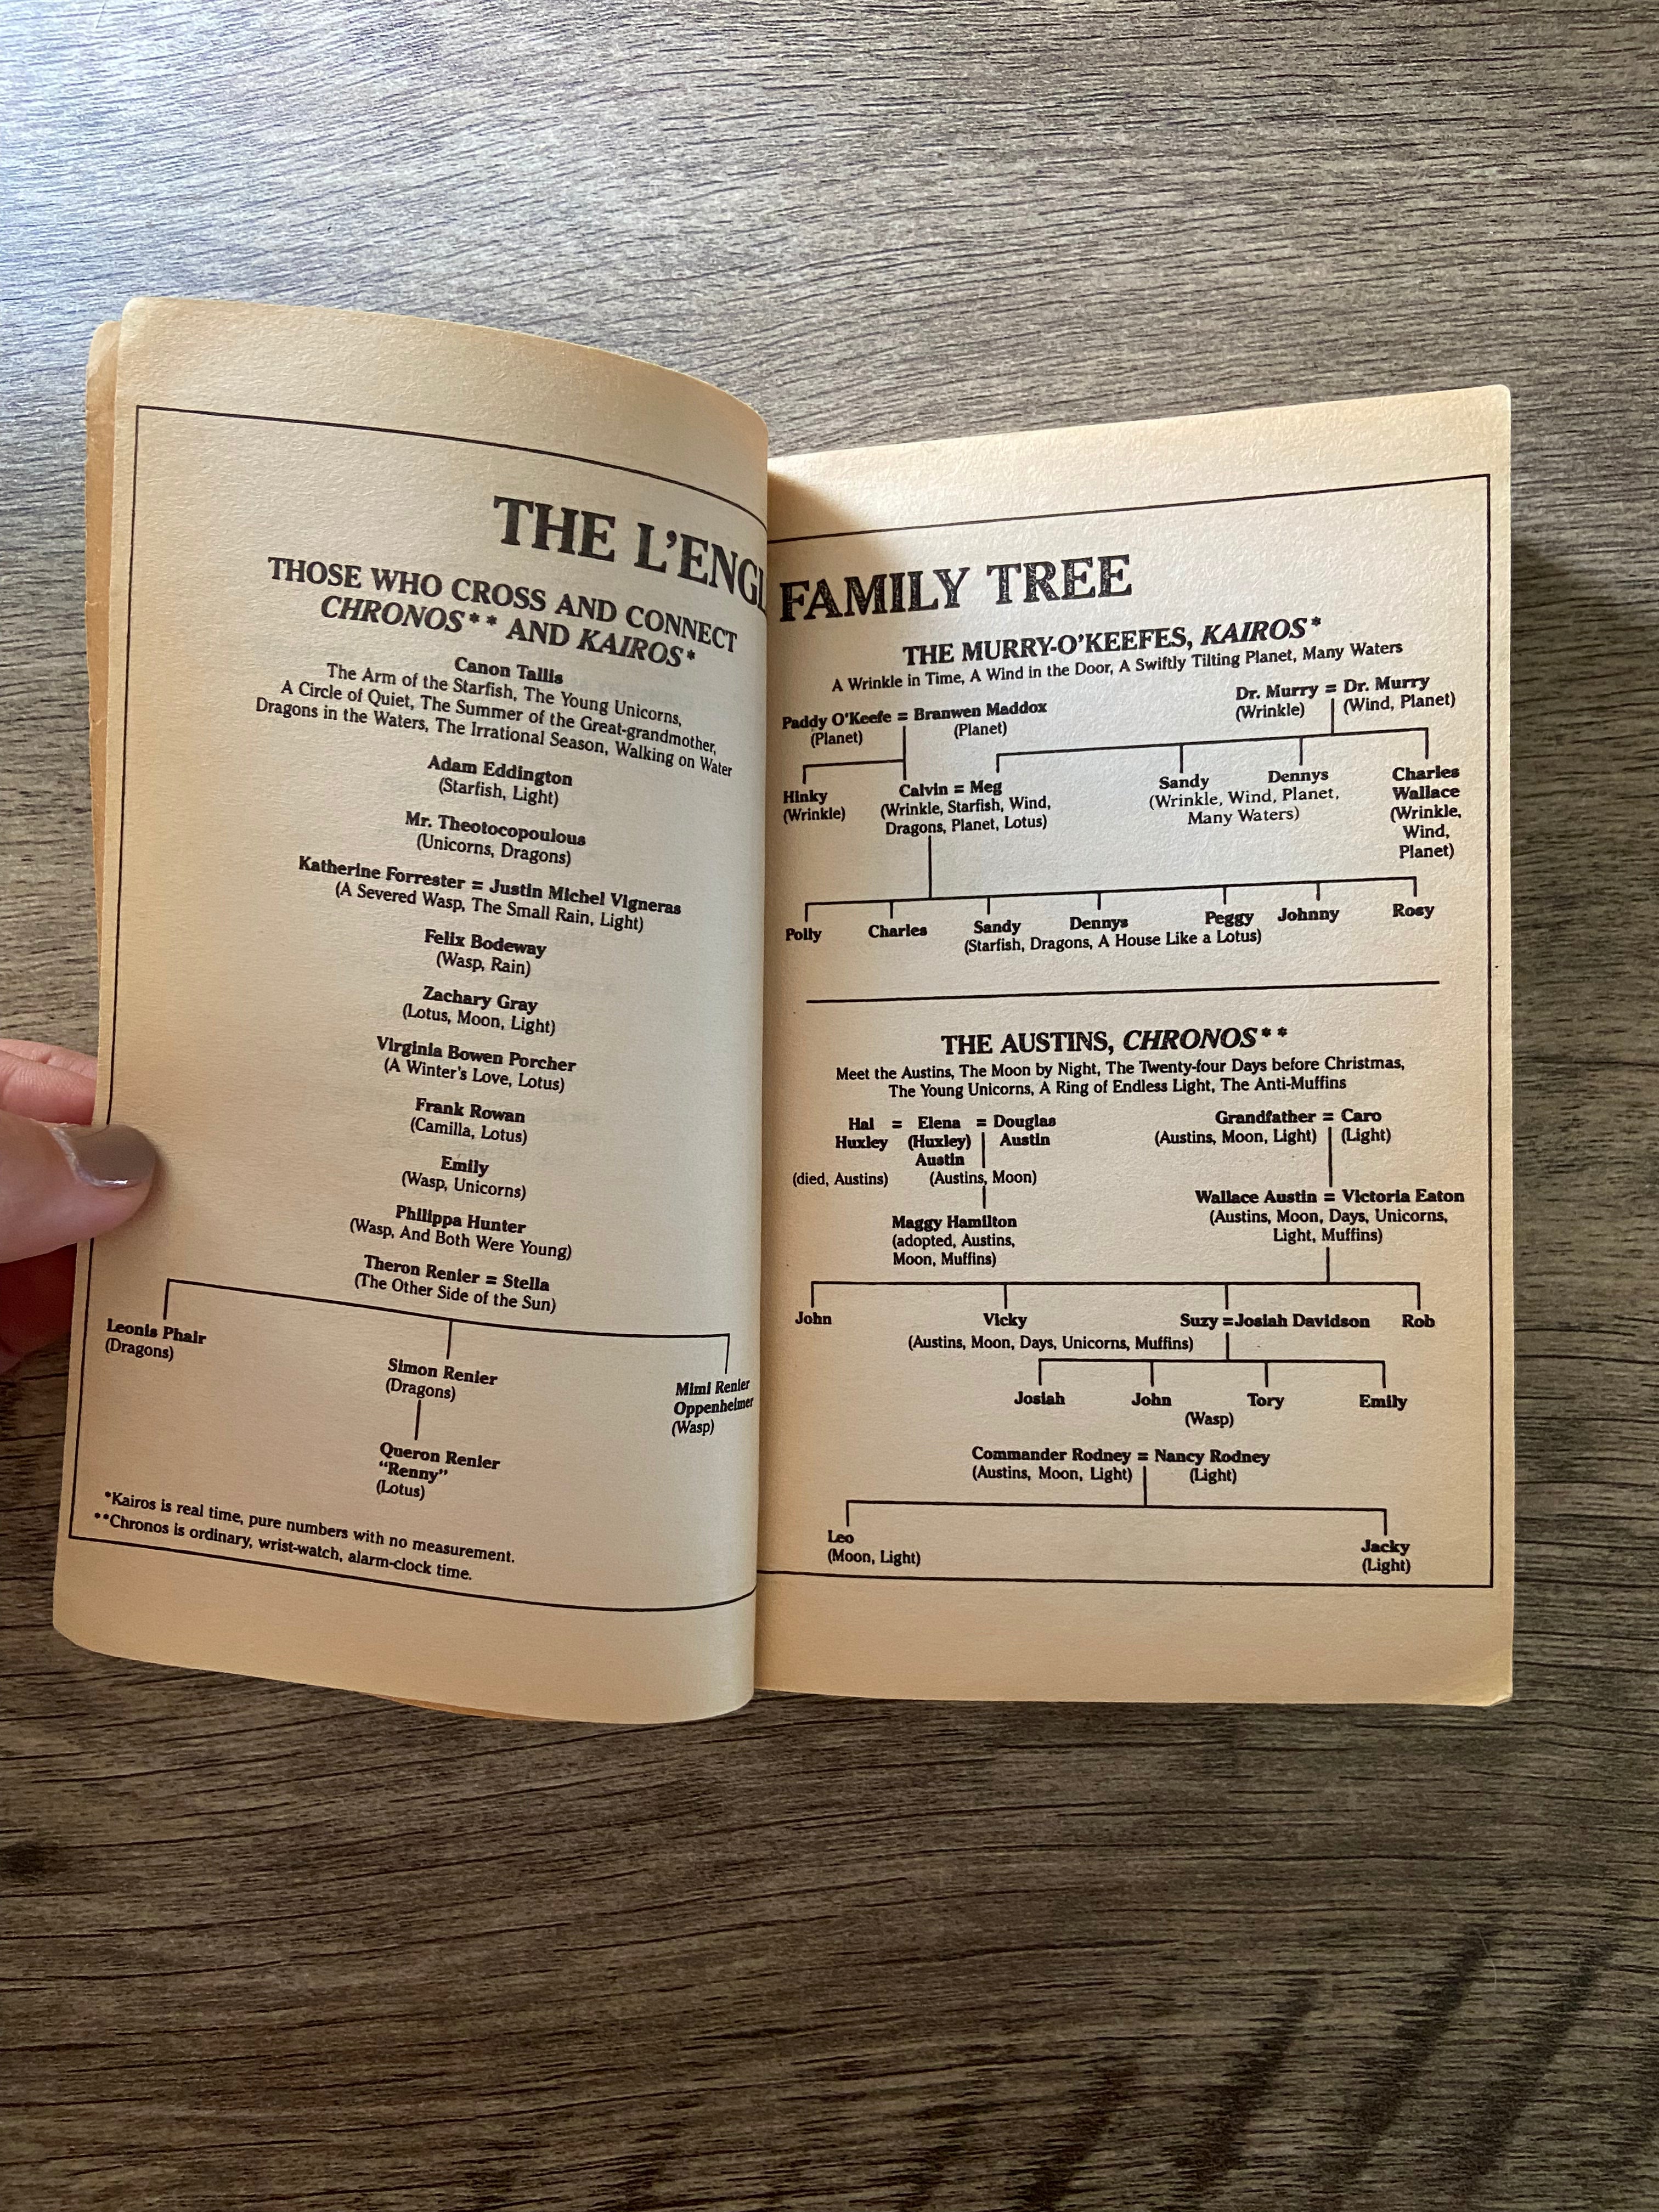 THE L'ENGL
THOSE WHO CROSS AND CONNECT
CHRONOS** AND KAIROS*
Canon Tallis
The Arm of the Starfish, The Young Unicorns,
A Circle of Quiet, The Summer of the Great-grandmother,
Dragons in the Waters, The Irrational Season, Walking on Water
Adam Eddington
(Starfish, Light)
Mr. Theotocopoulous
(Unicorns, Dragons)
Katherine Forrester = Justin Michel Vigneras
(A Severed Wasp, The Small Rain, Light)
Felix Bodeway
(Wasp, Rain)
Zachary Gray
(Lotus, Moon, Light)
Virginia Bowen Porcher
(A Winter's Love, Lotus)
Frank Rowan
(Camilla, Lotus)
Emily
(Wasp, Unicorns)
Philippa Hunter
(Wasp, And Both Were Young)
Theron Renier = Stella
(The Other Side of the Sun)
Leonis Phair
(Dragons)
Simon Renier
(Dragons)
Mimi Renier
Oppenheimer
(Wasp)
Queron Renier
"Renny"
(Lotus)
*Kairos is real time, pure numbers with no measurement.
**Chronos is ordinary, wrist-watch, alarm-clock time.
FAMILY TREE
THE MURRY-O'KEEFES, KAIROS*
A Wrinkle in Time, A Wind in the Door, A Swiftly Tilting Planet, Many Waters
Paddy O'Keefe = Branwen Maddox
(Planet) (Planet)
Dr. Murry = Dr. Murry
(Wrinkle) (Wind, Planet)
Hinky
(Wrinkle)
Calvin = Meg
(Wrinkle, Starfish, Wind,
Dragons, Planet, Lotus)
Sandy Dennys
(Wrinkle, Wind, Planet,
Many Waters)
Charles
Wallace
(Wrinkle,
Wind,
Planet)
Polly Charles Sandy Dennys Peggy Johnny Rosy
(Starfish, Dragons, A House Like a Lotus)
THE AUSTINS, CHRONOS**
Meet the Austins, The Moon by Night, The Twenty-four Days before Christmas,
The Young Unicorns, A Ring of Endless Light, The Anti-Muffins
Hal = Elena = Douglas
Huxley (Huxley) Austin
Austin
(died, Austins) (Austins, Moon)
Maggy Hamilton
(adopted, Austins,
Moon, Muffins)
Grandfather = Caro
(Austins, Moon, Light) (Light)
Wallace Austin = Victoria Eaton
(Austins, Moon, Days, Unicorns,
Light, Muffins)
John Vicky Suzy = Josiah Davidson Rob
(Austins, Moon, Days, Unicorns, Muffins)
Josiah John Tory Emily
(Wasp)
Commander Rodney = Nancy Rodney
(Austins, Moon, Light) (Light)
Leo
(Moon, Light)
Jacky
(Light)